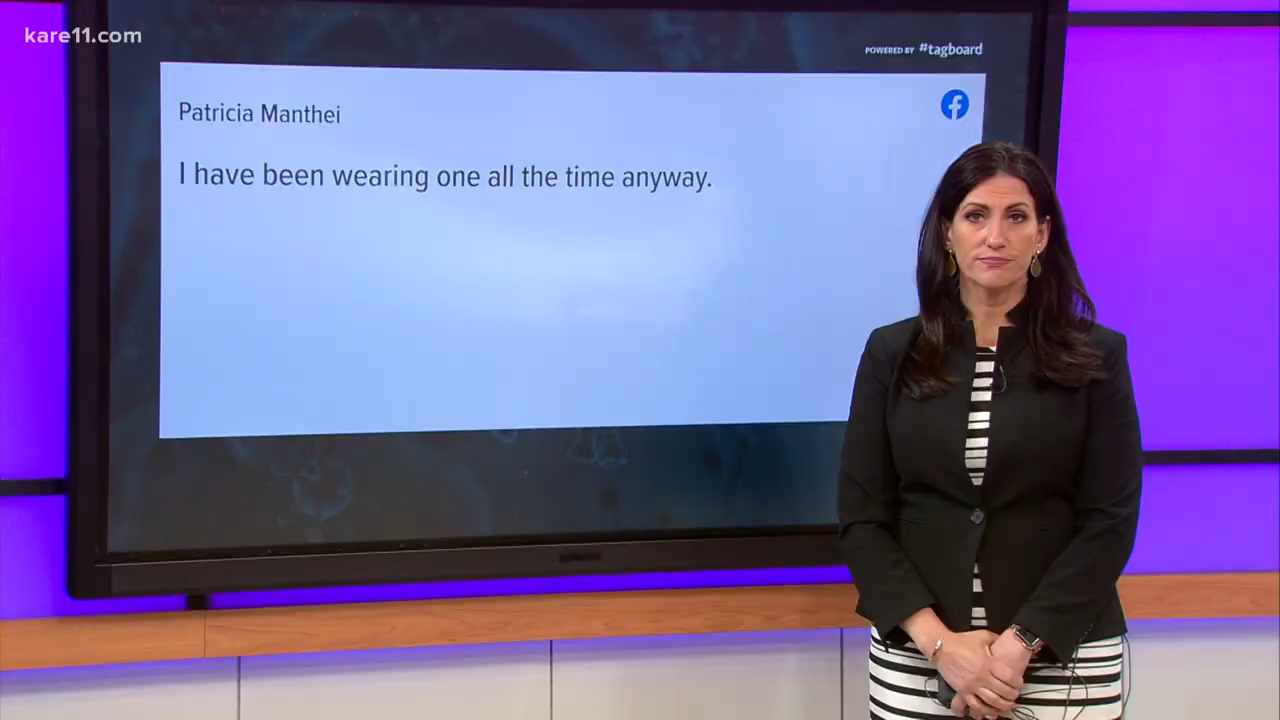 kare11.com
POWERED BY #tagboard
Patricia Manthei
I have been wearing one all the time anyway.